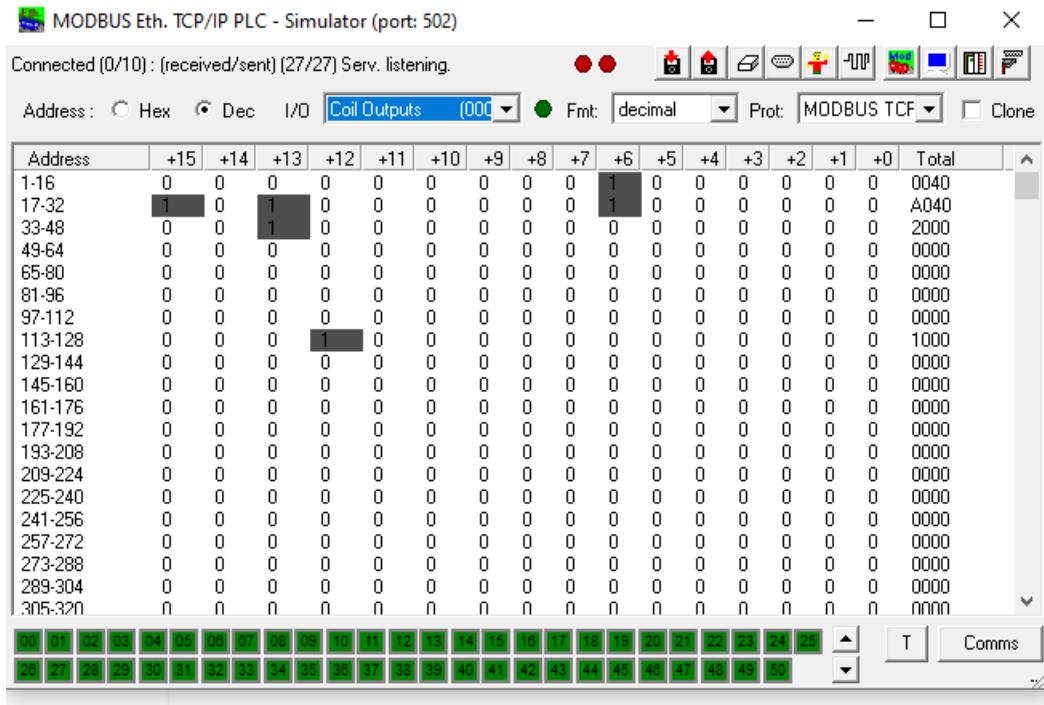 MODBUS Eth. TCP/IP PLC - Simulator (port: 502)
Connected (0/10) : (received/sent) (27/27) Serv. listening.
Mod
Address : Hex Dec I/O Coil Outputs (000 Fmt: decimal Prot: MODBUS TCP Clone
Address +15 +14 +13 +12 +11 +10 +9 +8 +7 +6 +5 +4 +3 +2 +1 +0 Total
1-16 0 0 0 0 0 0 0 0 0 1 0 0 0 0 0 0 0040
17-32 1 0 1 0 0 0 0 0 0 1 0 0 0 0 0 0 A040
33-48 0 0 1 0 0 0 0 0 0 0 0 0 0 0 0 0 2000
49-64 0 0 0 0 0 0 0 0 0 0 0 0 0 0 0 0 0000
65-80 0 0 0 0 0 0 0 0 0 0 0 0 0 0 0 0 0000
81-96 0 0 0 0 0 0 0 0 0 0 0 0 0 0 0 0 0000
97-112 0 0 0 0 0 0 0 0 0 0 0 0 0 0 0 0 0000
113-128 0 0 0 1 0 0 0 0 0 0 0 0 0 0 0 0 1000
129-144 0 0 0 0 0 0 0 0 0 0 0 0 0 0 0 0 0000
145-160 0 0 0 0 0 0 0 0 0 0 0 0 0 0 0 0 0000
161-176 0 0 0 0 0 0 0 0 0 0 0 0 0 0 0 0 0000
177-192 0 0 0 0 0 0 0 0 0 0 0 0 0 0 0 0 0000
193-208 0 0 0 0 0 0 0 0 0 0 0 0 0 0 0 0 0000
209-224 0 0 0 0 0 0 0 0 0 0 0 0 0 0 0 0 0000
225-240 0 0 0 0 0 0 0 0 0 0 0 0 0 0 0 0 0000
241-256 0 0 0 0 0 0 0 0 0 0 0 0 0 0 0 0 0000
257-272 0 0 0 0 0 0 0 0 0 0 0 0 0 0 0 0 0000
273-288 0 0 0 0 0 0 0 0 0 0 0 0 0 0 0 0 0000
289-304 0 0 0 0 0 0 0 0 0 0 0 0 0 0 0 0 0000
305-320 0 0 0 0 0 0 0 0 0 0 0 0 0 0 0 0 0000
00 01 02 03 04 05 06 07 08 09 10 11 12 13 14 15 16 17 18 19 20 21 22 23 24 25 T Comms
26 27 28 29 30 31 32 33 34 35 36 37 38 39 40 41 42 43 44 45 46 47 48 49 50